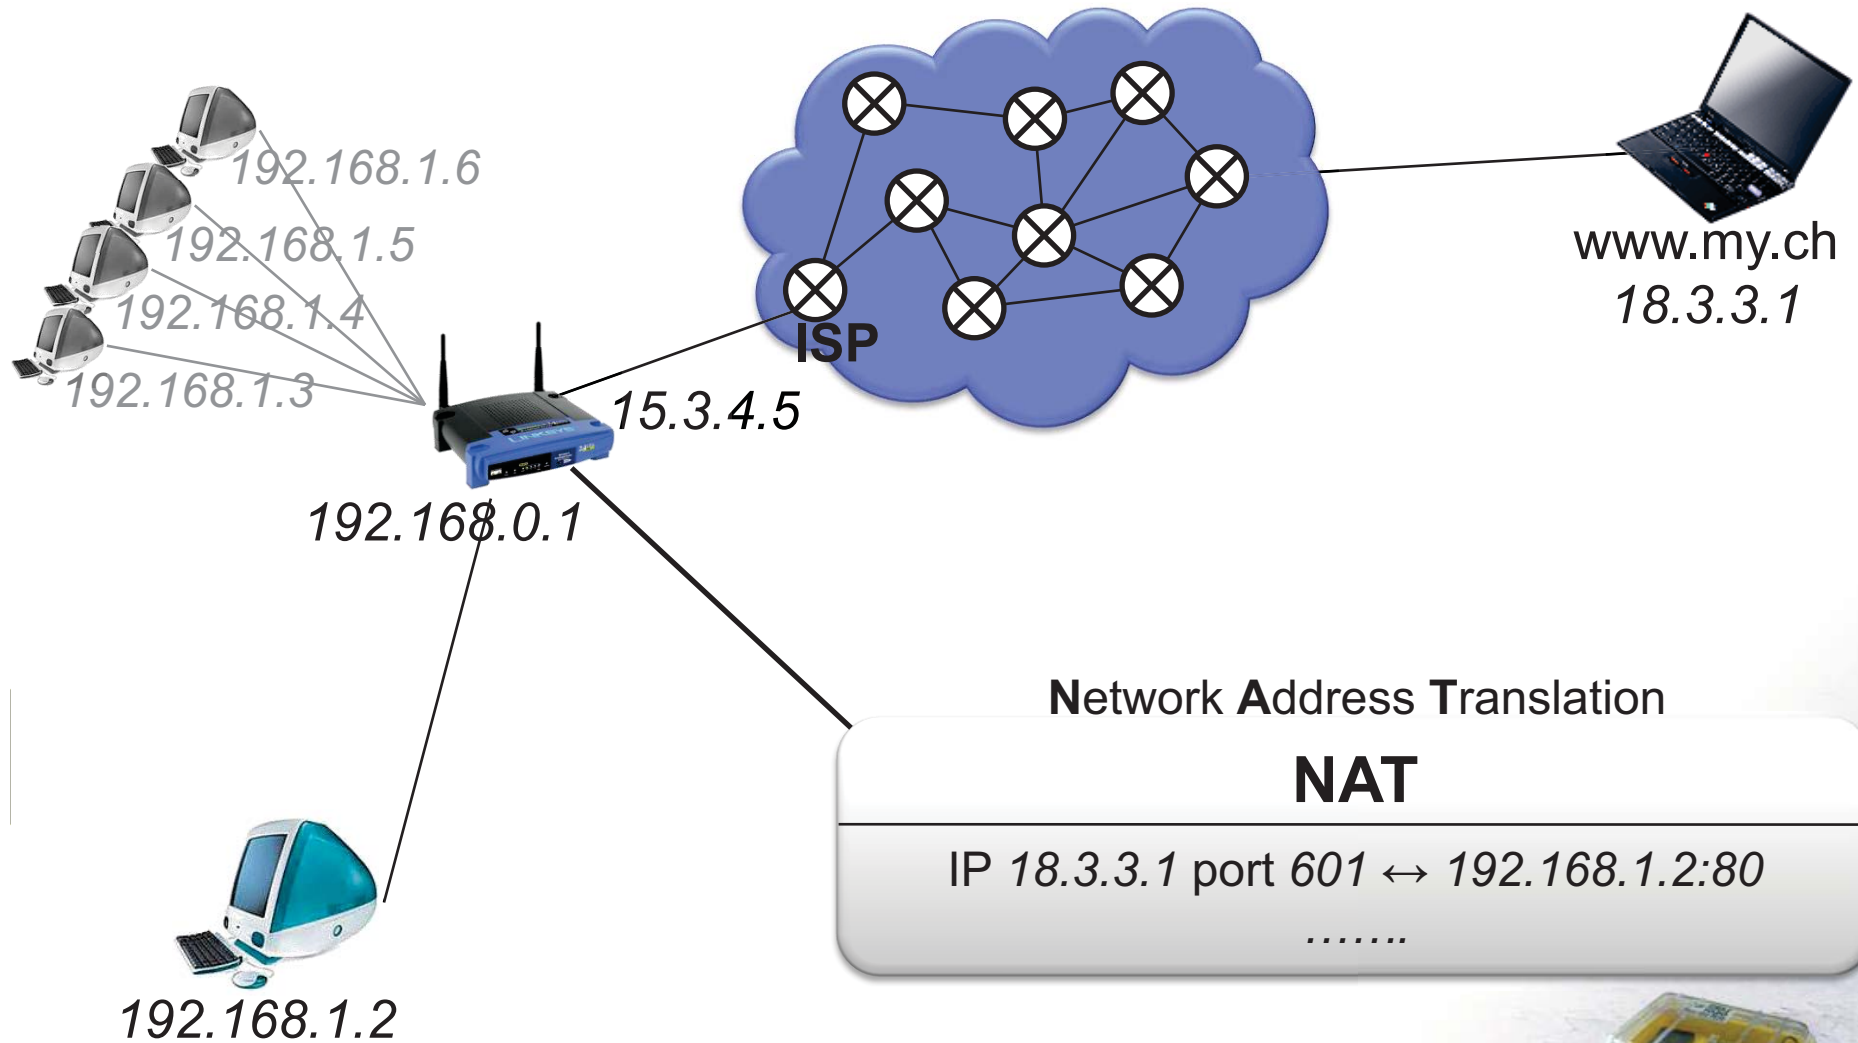 192.168.1.6
192.168.1.5
192.168.1.4
192.168.1.3
ISP
15.3.4.5
www.my.ch
18.3.3.1
LINKSYS
192.168.0.1
192.168.1.2
Network Address Translation
NAT
IP 18.3.3.1 port 601 ↔ 192.168.1.2:80
.......